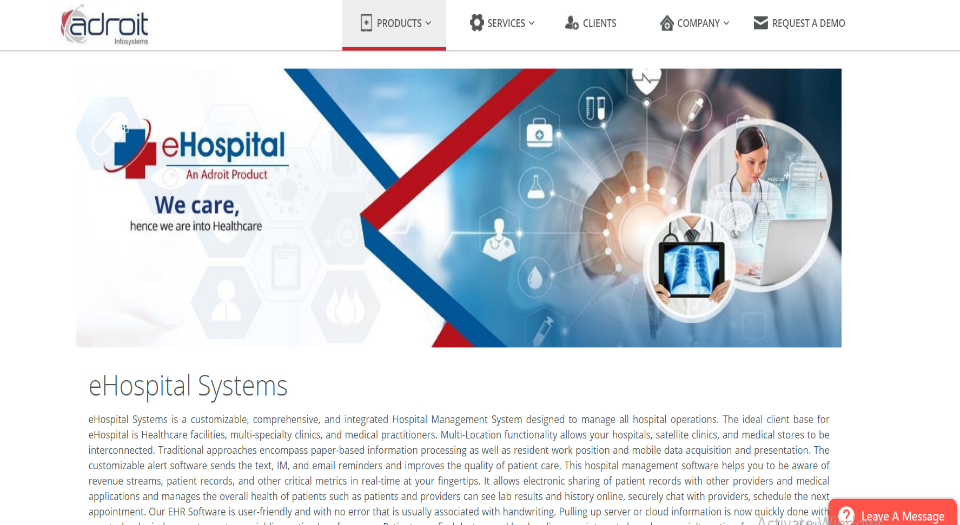 adroit
Infosystems
PRODUCTS
SERVICES
CLIENTS
COMPANY
REQUEST A DEMO
eHospital
An Adroit Product
We care,
hence we are into Healthcare
eHospital Systems
eHospital Systems is a customizable, comprehensive, and integrated Hospital Management System designed to manage all hospital operations. The ideal client base for
eHospital is Healthcare facilities, multi-specialty clinics, and medical practitioners. Multi-Location functionality allows your hospitals, satellite clinics, and medical stores to be
interconnected. Traditional approaches encompass paper-based information processing as well as resident work position and mobile data acquisition and presentation. The
customizable alert software sends the text, IM, and email reminders and improves the quality of patient care. This hospital management software helps you to be aware of
revenue streams, patient records, and other critical metrics in real-time at your fingertips. It allows electronic sharing of patient records with other providers and medical
applications and manages the overall health of patients such as patients and providers can see lab results and history online, securely chat with providers, schedule the next
appointment. Our EHR Software is user-friendly and with no error that is usually associated with handwriting. Pulling up server or cloud information is now quickly done with
Leave A Message